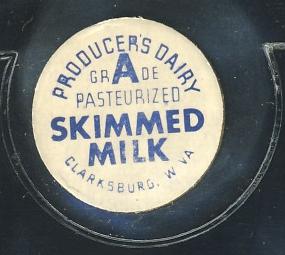 PRODUCER'S DAIRY
GRADE
PASTEURIZED
SKIMMED
MILK
CLARKSBURG, W VA